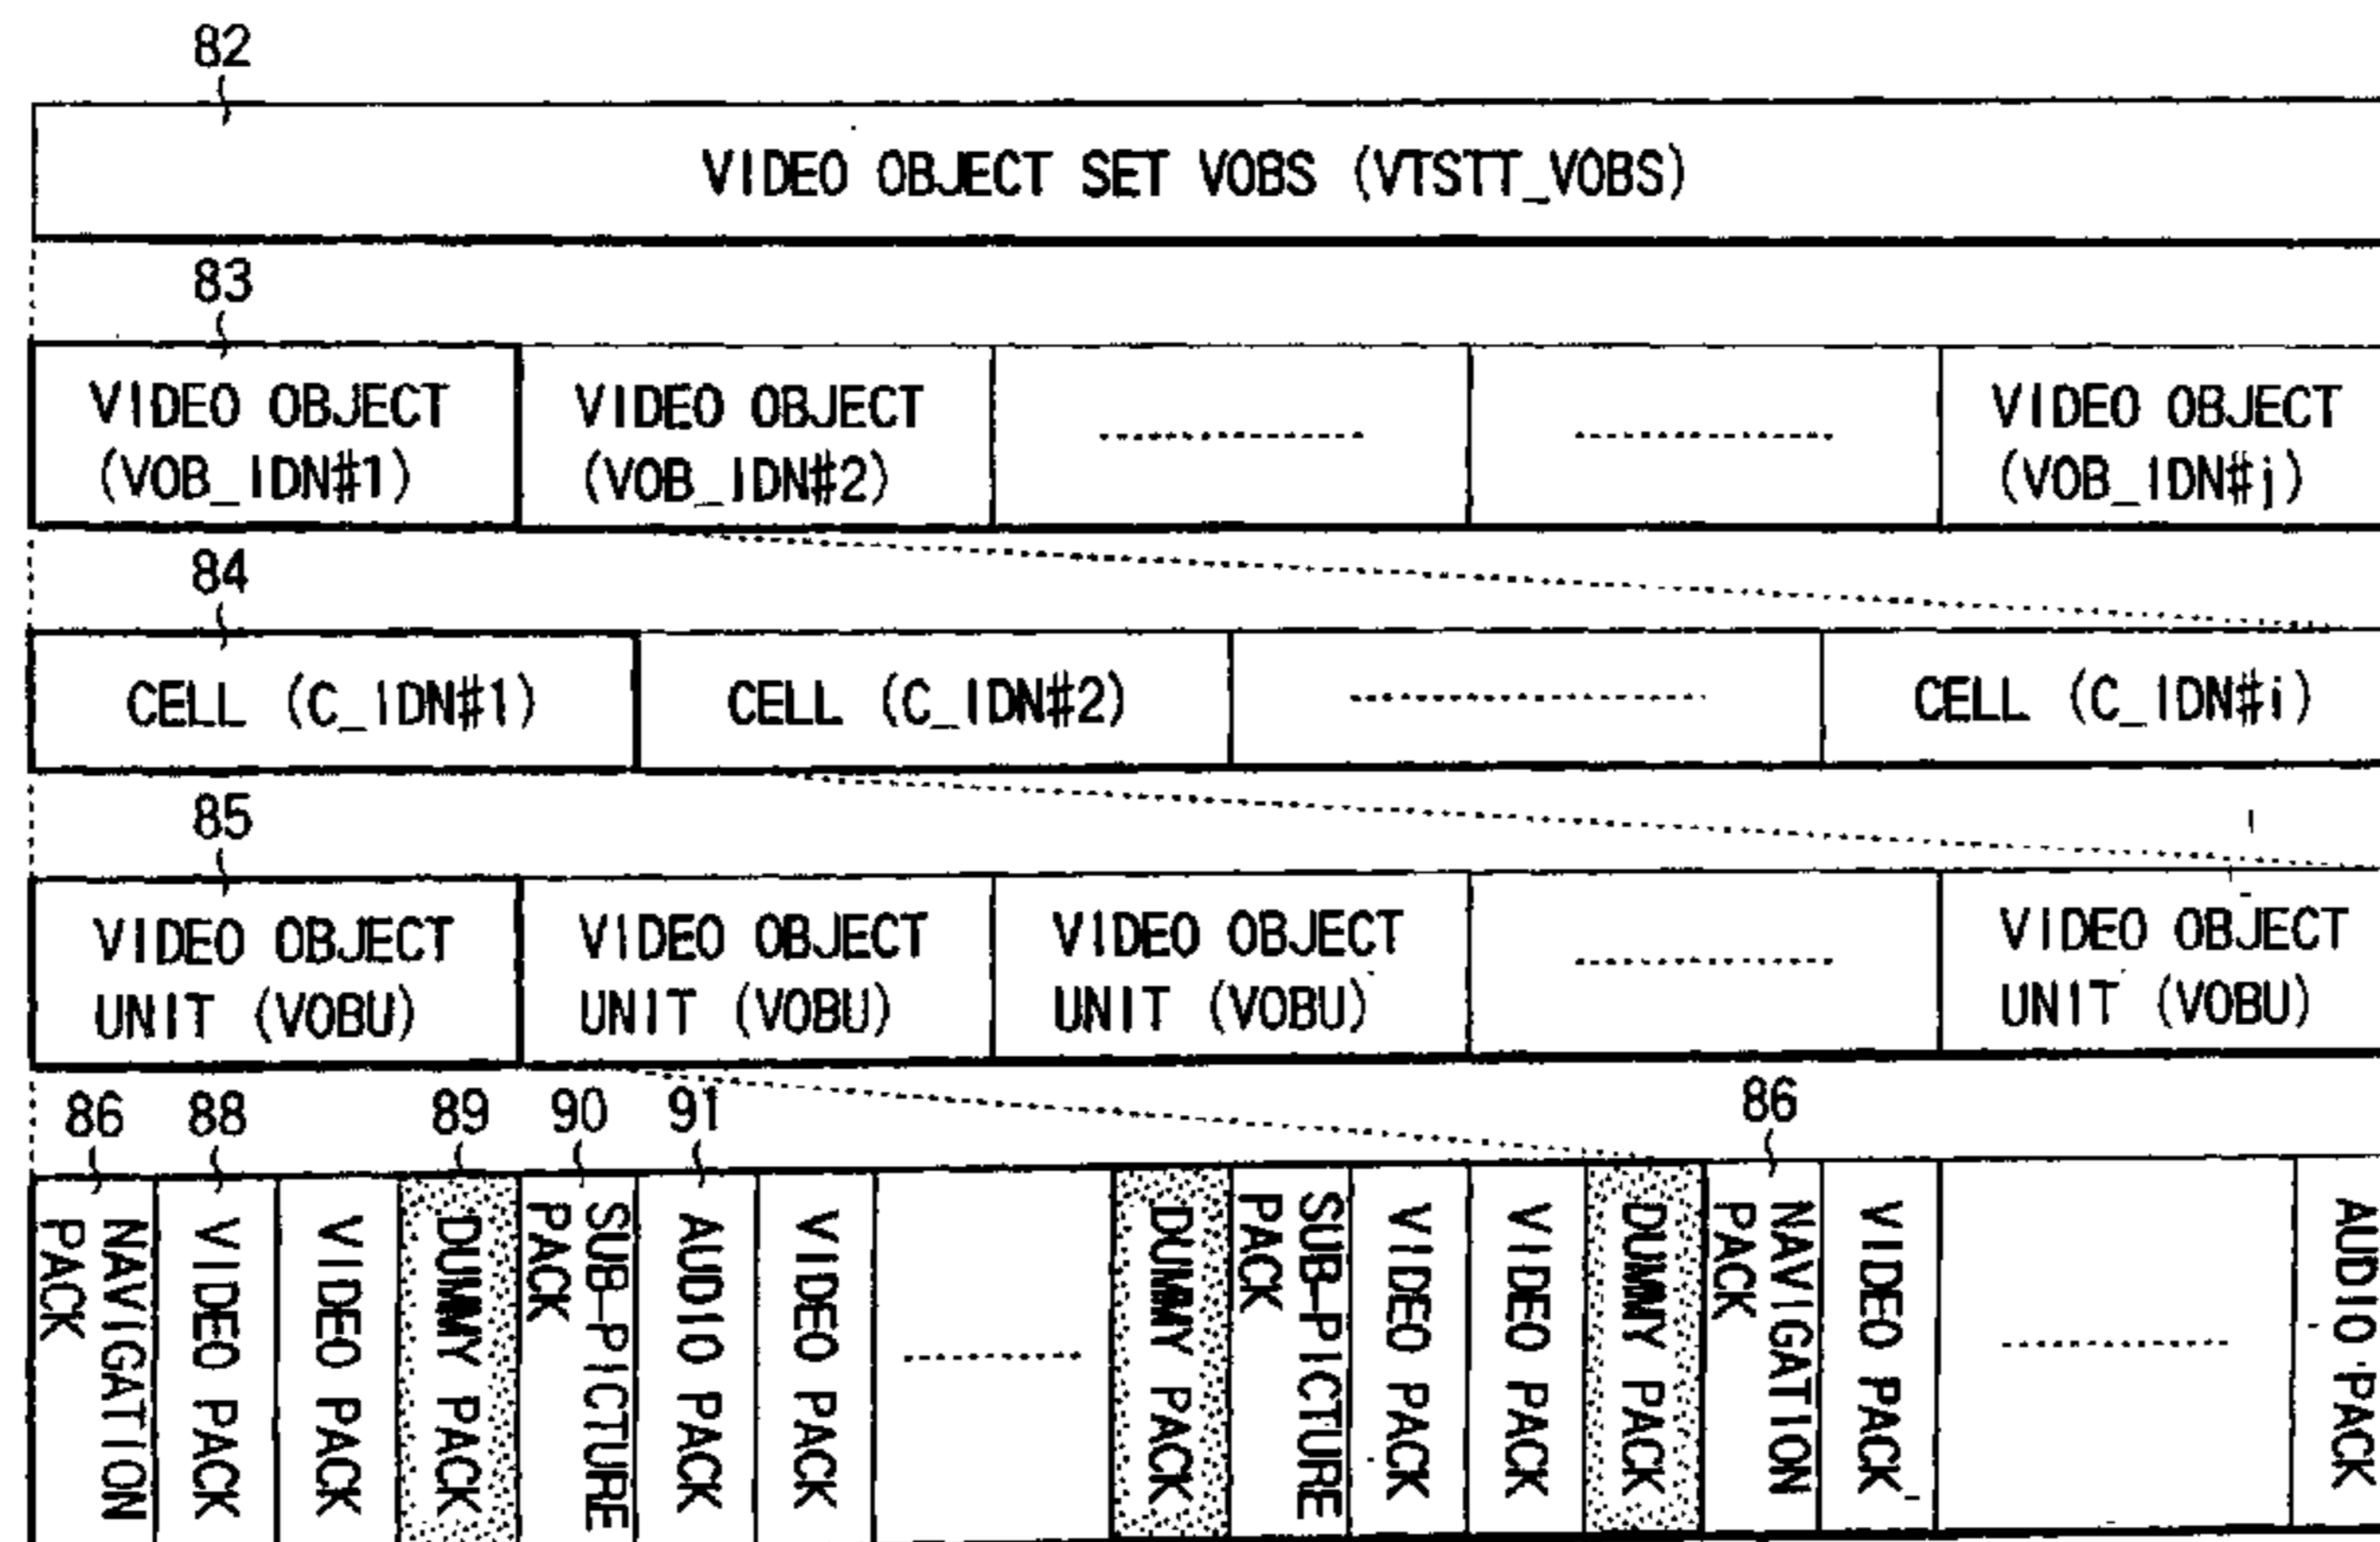 82
VIDEO OBJECT SET VOBS (VTSTT_VOBS)
83
VIDEO OBJECT
(VOB_IDN#1)
VIDEO OBJECT
(VOB_IDN#2)
VIDEO OBJECT
(VOB_IDN#j)
84
CELL (C_IDN#1)
CELL (C_IDN#2)
CELL (C_IDN#i)
85
VIDEO OBJECT
UNIT (VOBU)
VIDEO OBJECT
UNIT (VOBU)
VIDEO OBJECT
UNIT (VOBU)
VIDEO OBJECT
UNIT (VOBU)
86
88
89
90
91
86
NAVIGATION
PACK
VIDEO PACK
VIDEO PACK
DUMMY PACK
SUB-PICTURE
PACK
AUDIO PACK
VIDEO PACK
DUMMY PACK
SUB-PICTURE
PACK
VIDEO PACK
VIDEO PACK
DUMMY PACK
NAVIGATION
PACK
VIDEO PACK
AUDIO PACK